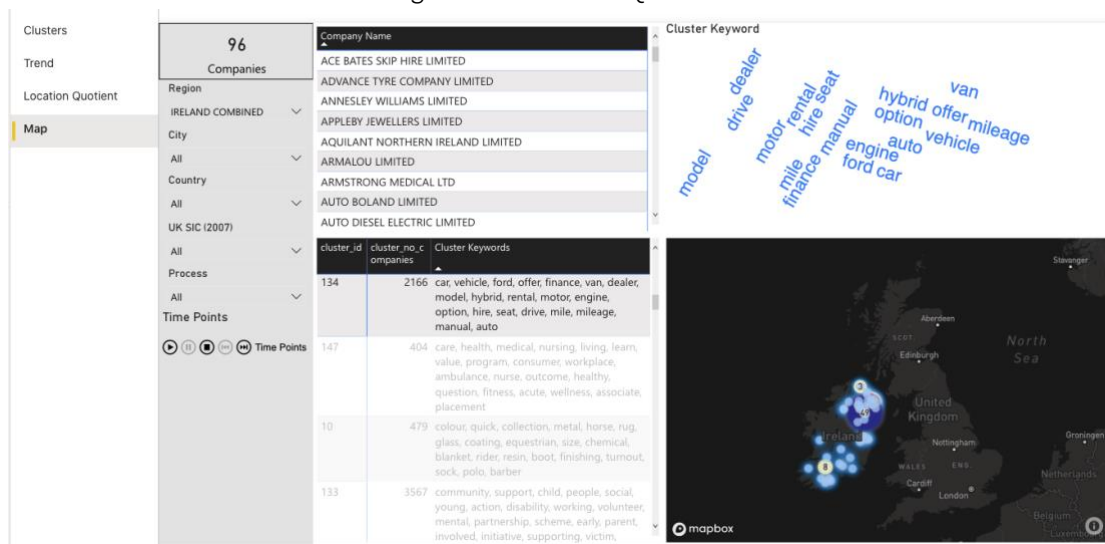 Clusters
Trend
Location Quotient
Map
96
Companies
Region
IRELAND COMBINED
City
All
Country
All
UK SIC (2007)
All
Process
All
Time Points
Time Points
Company Name
ACE BATES SKIP HIRE LIMITED
ADVANCE TYRE COMPANY LIMITED
ANNESLEY WILLIAMS LIMITED
APPLEBY JEWELLERS LIMITED
AQUILANT NORTHERN IRELAND LIMITED
ARMALOU LIMITED
ARMSTRONG MEDICAL LTD
AUTO BOLAND LIMITED
AUTO DIESEL ELECTRIC LIMITED
cluster_id cluster_no_c Cluster Keywords
ompanies
134 2166 car, vehicle, ford, offer, finance, van, dealer,
model, hybrid, rental, motor, engine,
option, hire, seat, drive, mile, mileage,
manual, auto
147 404 care, health, medical, nursing, living, learn,
value, program, consumer, workplace,
ambulance, nurse, outcome, healthy,
question, fitness, acute, wellness, associate,
placement
10 479 colour, quick, collection, metal, horse, rug,
glass, coating, equestrian, size, chemical,
blanket, rider, resin, boot, finishing, turnout,
sock, polo, barber
133 3567 community, support, child, people, social,
young, action, disability, working, volunteer,
mental, partnership, scheme, early, parent,
involved, initiative, supporting, victim,
Cluster Keyword
dealer
drive
model
motor rental
hire seat
mile manual
finance
van
hybrid offer mileage
option vehicle
auto
engine
ford car
Stavanger
Aberdeen
SCOT
Edinburgh
North
Sea
3
49
United
Kingdom
Ireland
Nottingham
Groningen
8
WALES ENG
Netherlands
Cardiff
London
Belgium
Luxembourg
mapbox